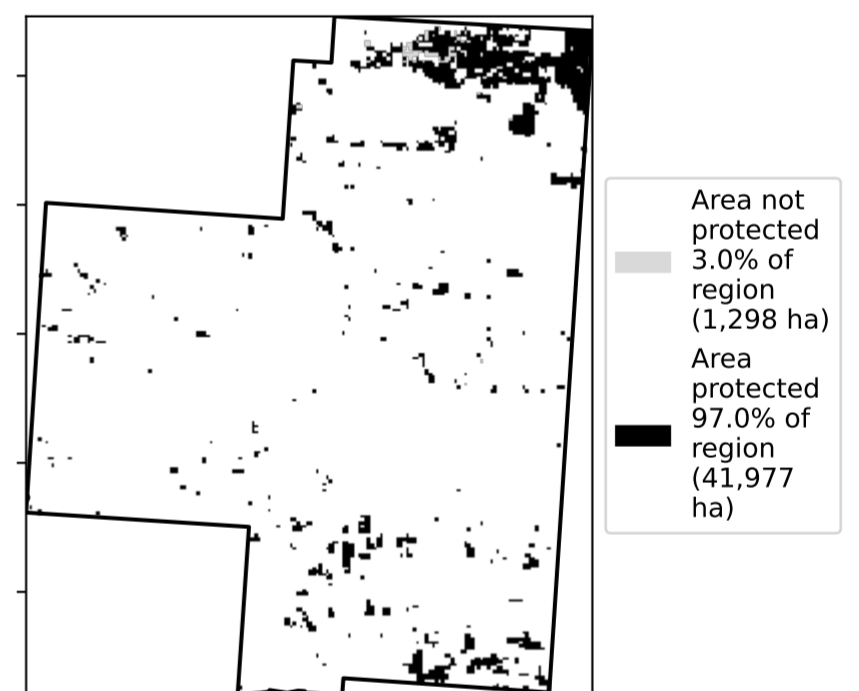 Area not
protected
3.0% of
region
(1,298 ha)
Area
protected
97.0% of
region
(41,977
ha)